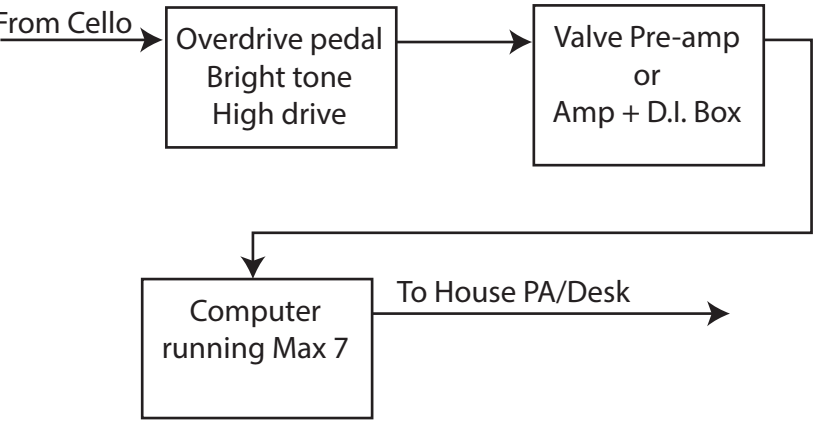 From Cello
Overdrive pedal
Bright tone
High drive
Valve Pre-amp
or
Amp + D.I. Box
Computer
running Max 7
To House PA/Desk